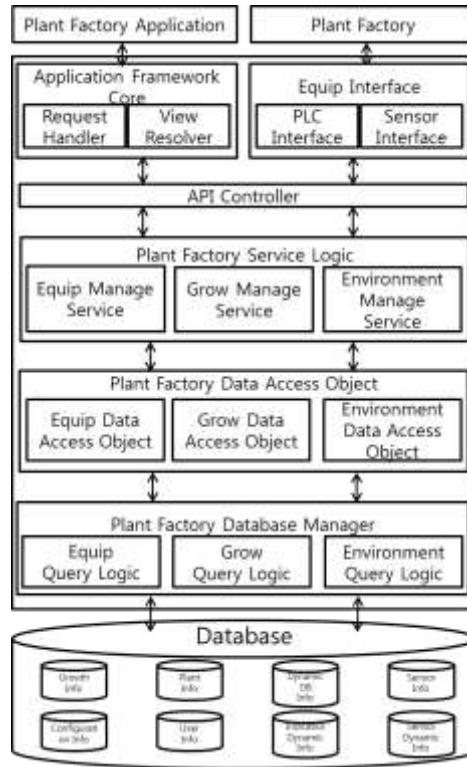 Plant Factory Application
Plant Factory
Application Framework
Core
Request
Handler
View
Resolver
Equip Interface
PLC
Interface
Sensor
Interface
API Controller
Plant Factory Service Logic
Equip Manage
Service
Grow Manage
Service
Environment
Manage
Service
Plant Factory Data Access Object
Equip Data
Access Object
Grow Data
Access Object
Environment
Data Access
Object
Plant Factory Database Manager
Equip
Query Logic
Grow
Query Logic
Environment
Query Logic
Database
Growth
Info
Plant
Info
Dynamic
DB
Info
Sensor
Info
Configurati
on Info
User
Info
Dynamic
Info
Sensor
Dynamic
Info